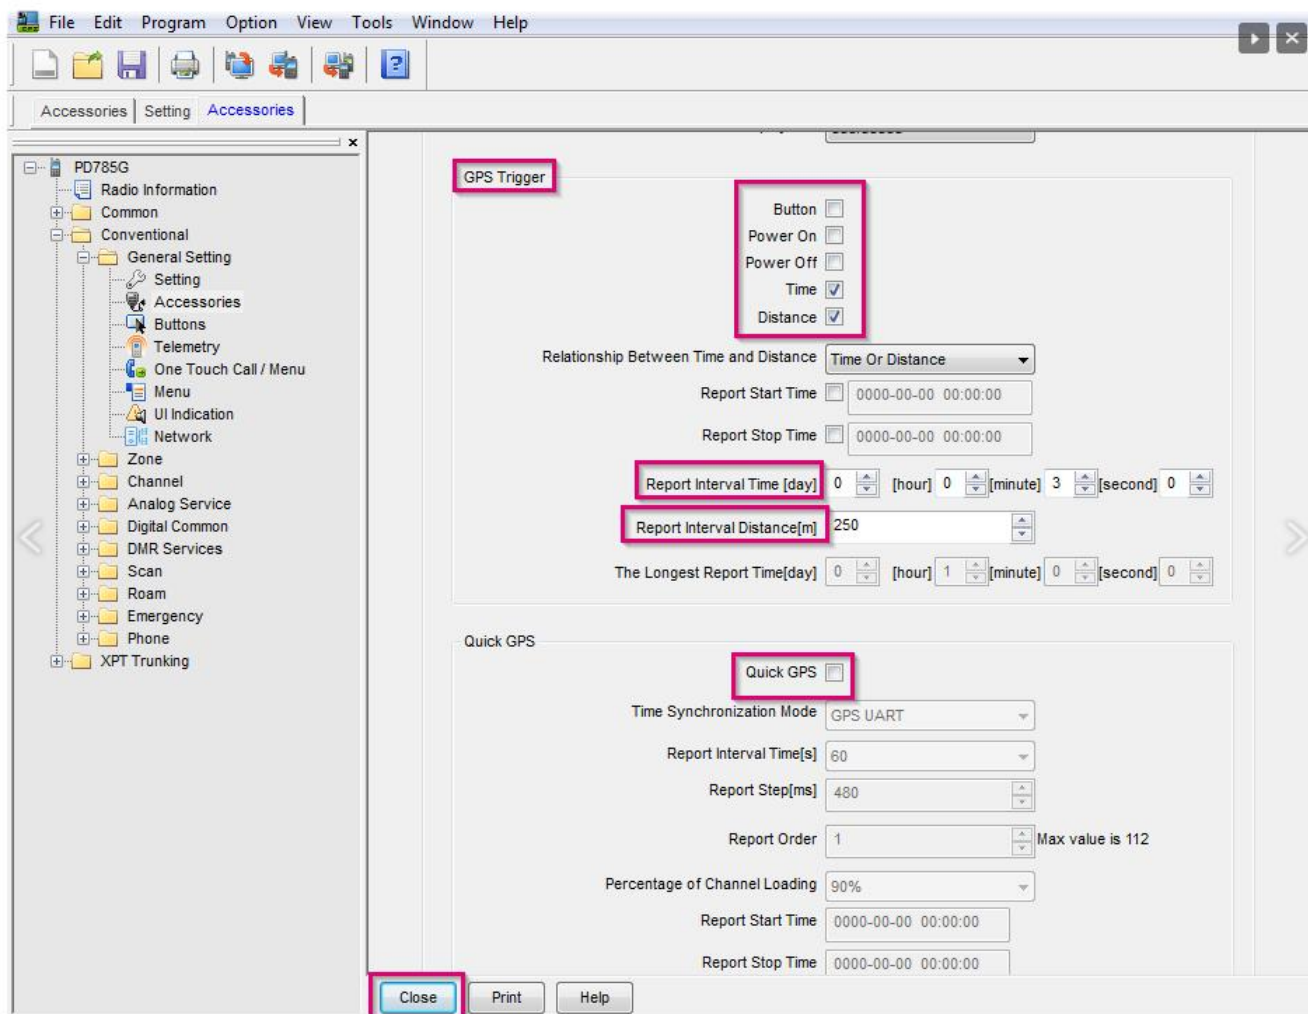 File Edit Program Option View Tools Window Help
Accessories Setting Accessories
PD785G
Radio Information
Common
Conventional
General Setting
Setting
Accessories
Buttons
Telemetry
One Touch Call / Menu
Menu
UI Indication
Network
Zone
Channel
Analog Service
Digital Common
DMR Services
Scan
Roam
Emergency
Phone
XPT Trunking
GPS Trigger
Button
Power On
Power Off
Time
Distance
Relationship Between Time and Distance Time Or Distance
Report Start Time 0000-00-00 00:00:00
Report Stop Time 0000-00-00 00:00:00
Report Interval Time [day] 0 [hour] 0 [minute] 3 [second] 0
Report Interval Distance[m] 250
The Longest Report Time[day] 0 [hour] 1 [minute] 0 [second] 0
Quick GPS
Quick GPS
Time Synchronization Mode GPS UART
Report Interval Time[s] 60
Report Step[ms] 480
Report Order 1 Max value is 112
Percentage of Channel Loading 90%
Report Start Time 0000-00-00 00:00:00
Report Stop Time 0000-00-00 00:00:00
Close Print Help